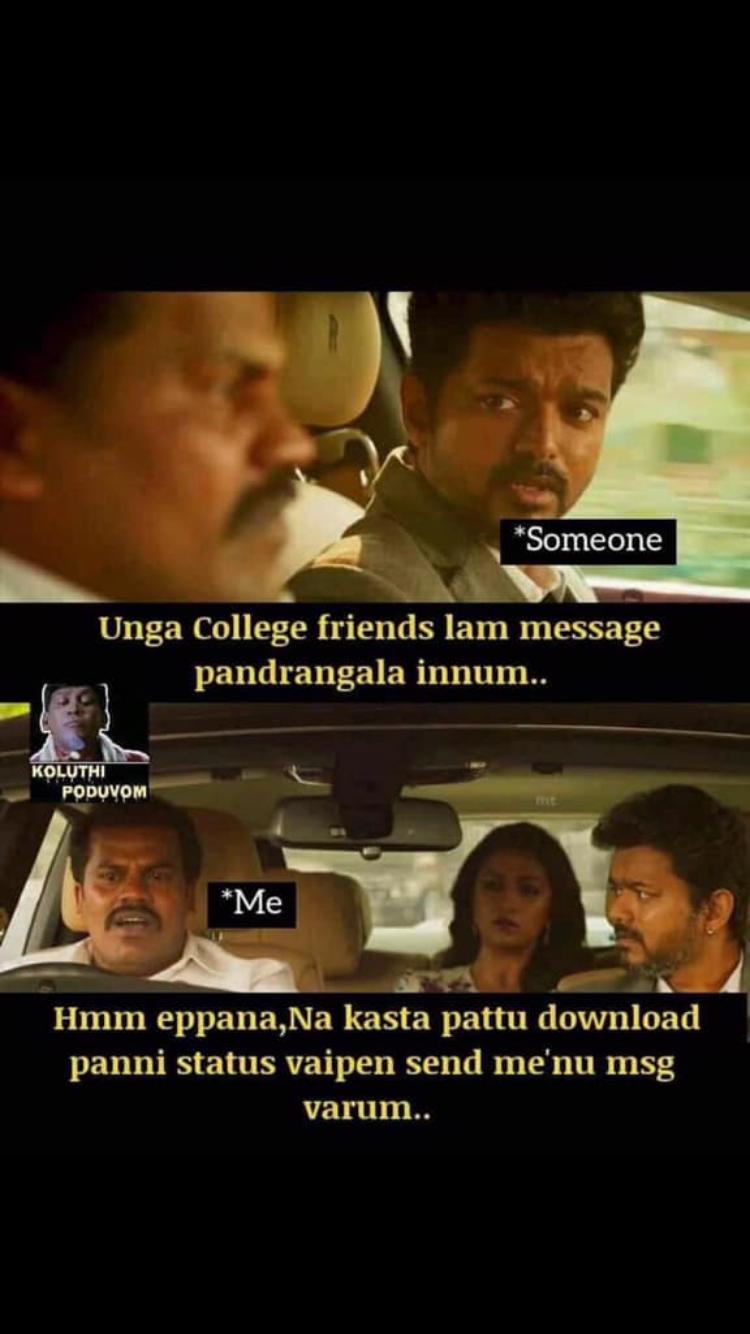 *Someone
Unga College friends lam message
pandrangala innum..
KOLUTHI
PODUVOM
mt
*Me
Hmm eppana,Na kasta pattu download
panni status vaipen send me'nu msg
varum..